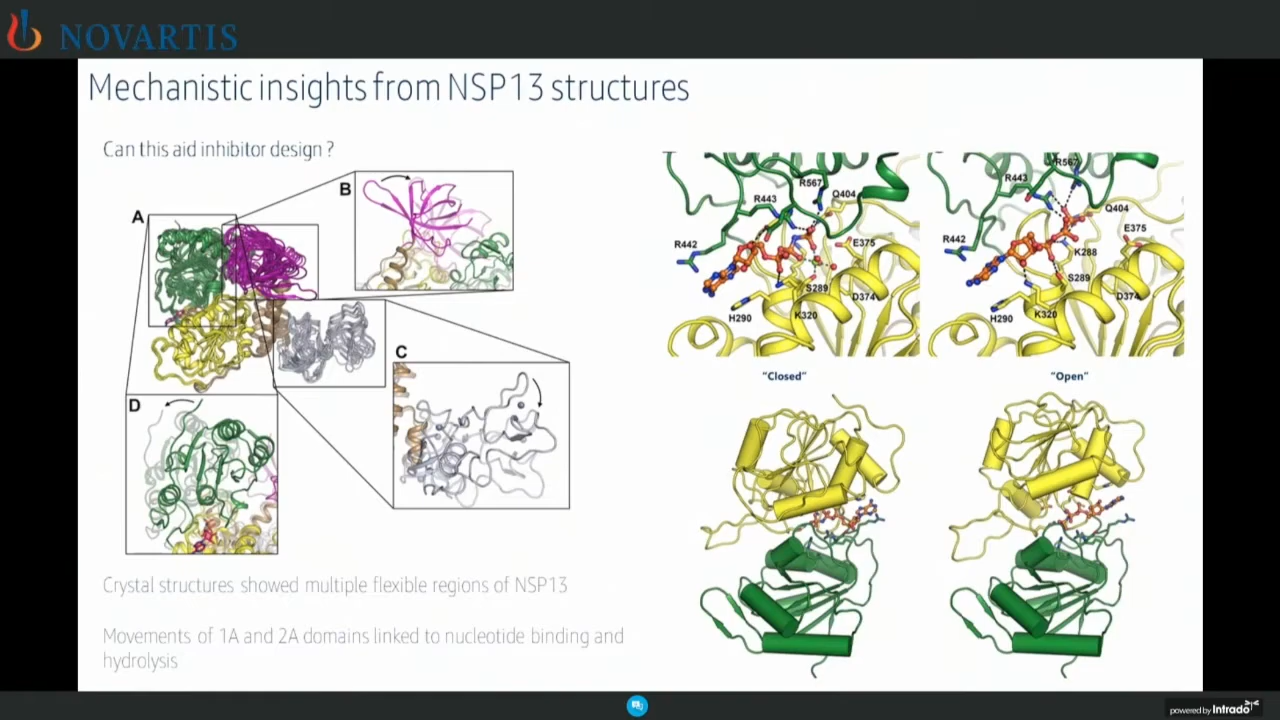 NOVARTIS
Mechanistic insights from NSP13 structures
Can this aid inhibitor design ?
A
B
C
D
R567
R443
Q404
R442
E375
S289
D374
H290
K320
R567
R443
Q404
R442
E375
K288
S289
D374
H290
K320
"Closed"
"Open"
Crystal structures showed multiple flexible regions of NSP13
Movements of 1A and 2A domains linked to nucleotide binding and
hydrolysis
powered by Intrado